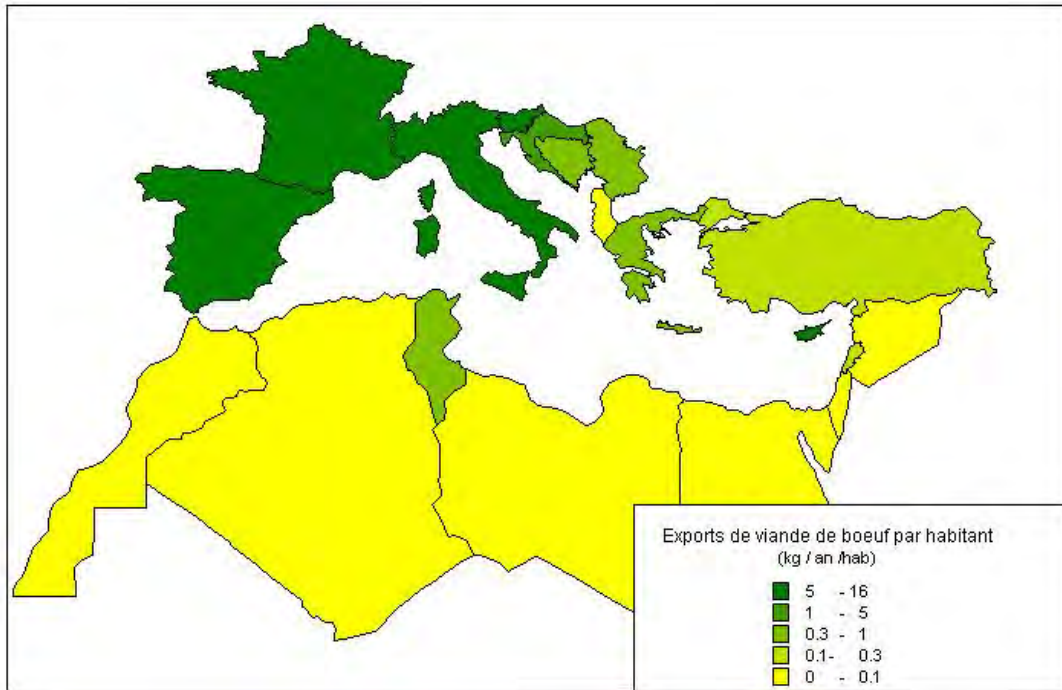 Exports de viande de boeuf par habitant
(kg / an /hab)
5 - 16
1 - 5
0.3 - 1
0.1- 0.3
0 - 0.1